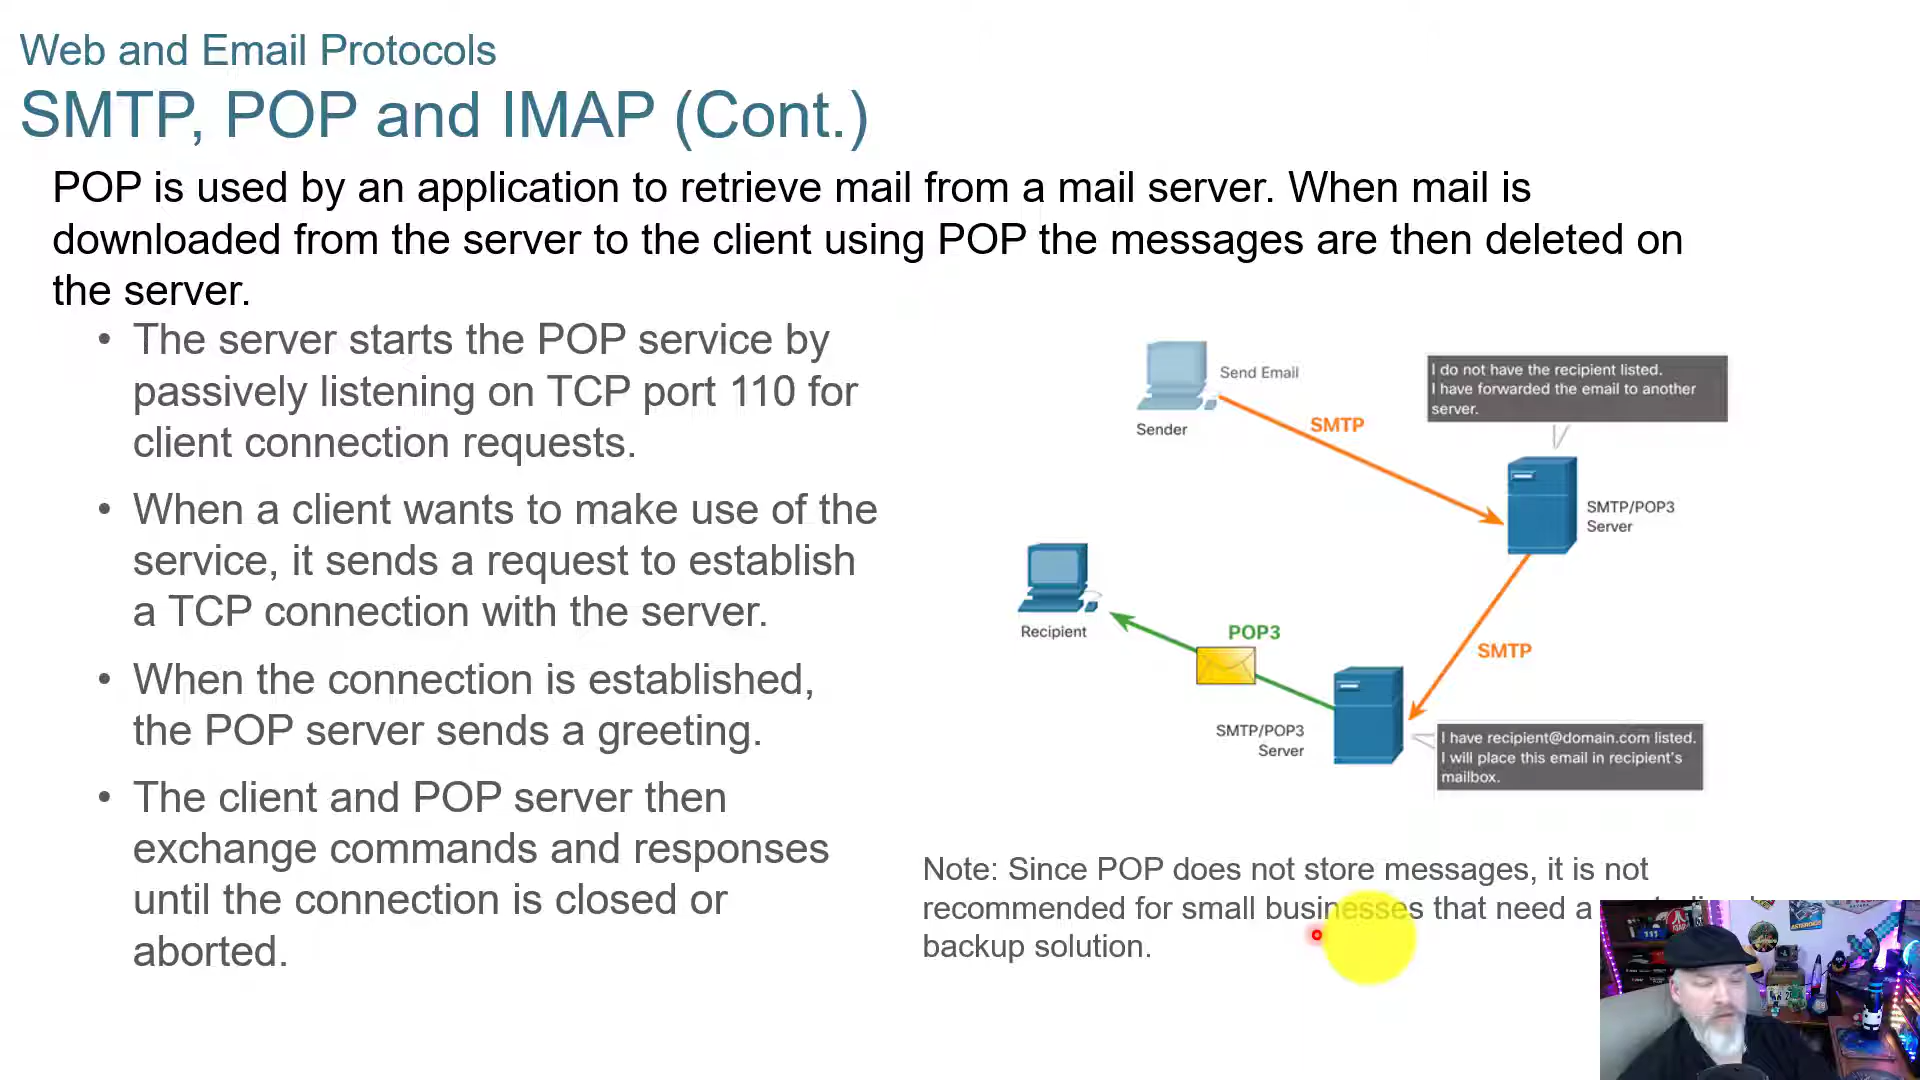 Web and Email Protocols
SMTP, POP and IMAP (Cont.)
POP is used by an application to retrieve mail from a mail server. When mail is
downloaded from the server to the client using POP the messages are then deleted on
the server.
• The server starts the POP service by
passively listening on TCP port 110 for
client connection requests.
• When a client wants to make use of the
service, it sends a request to establish
a TCP connection with the server.
• When the connection is established,
the POP server sends a greeting.
• The client and POP server then
exchange commands and responses
until the connection is closed or
aborted.
Send Email
Sender
SMTP
I do not have the recipient listed.
I have forwarded the email to another
server.
SMTP/POP3
Server
Recipient
POP3
SMTP
SMTP/POP3
Server
I have recipient@domain.com listed.
I will place this email in recipient's
mailbox.
Note: Since POP does not store messages, it is not
recommended for small businesses that need a
backup solution.